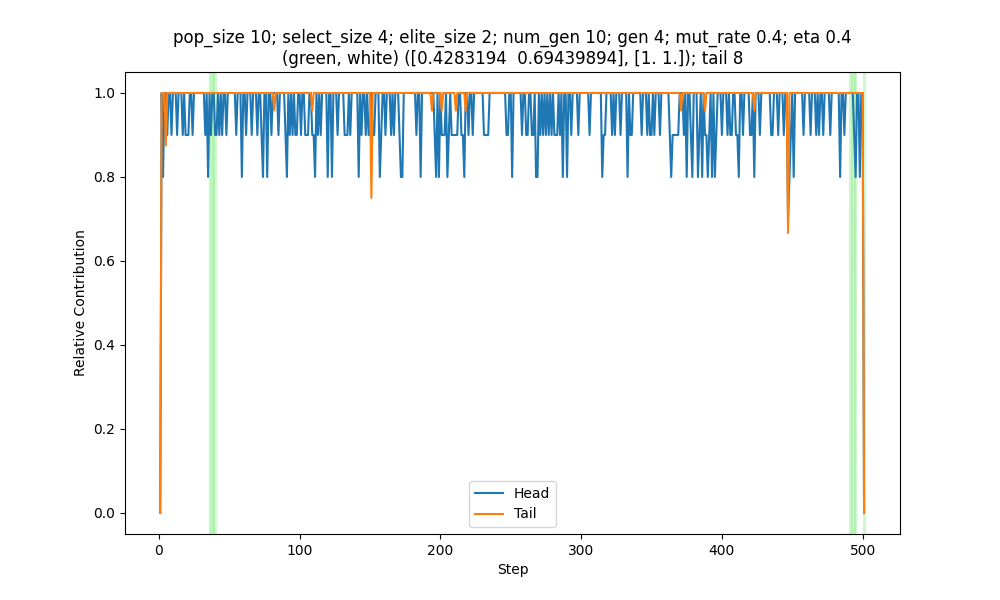 pop_size 10; select_size 4; elite_size 2; num_gen 10; gen 4; mut_rate 0.4; eta 0.4
(green, white) ([0.4283194  0.69439894], [1. 1.]); tail 8
Relative Contribution
1.0
0.8
0.6
0.4
0.2
0.0
Head
Tail
0
100
200
300
400
500
Step